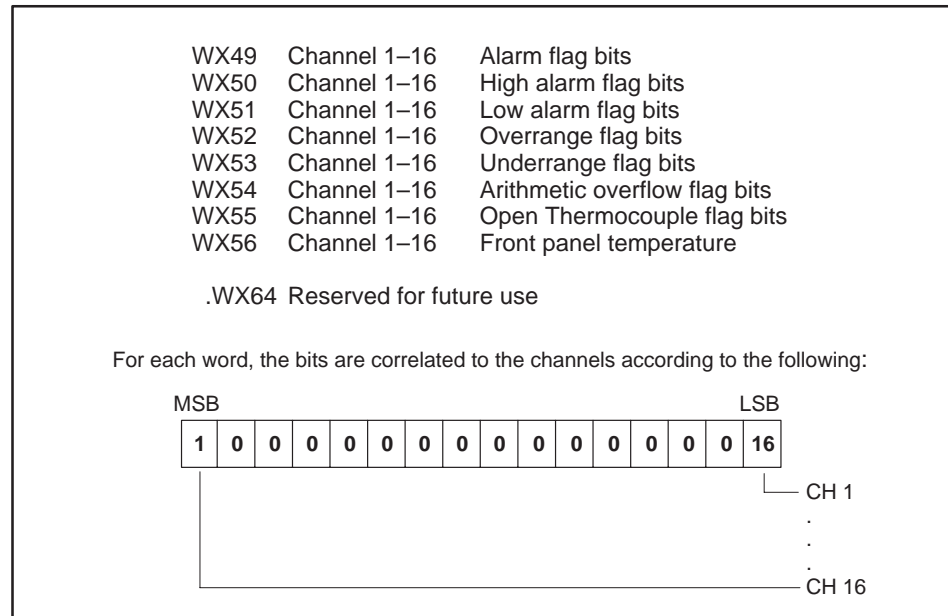 WX49 Channel 1–16 Alarm flag bits
WX50 Channel 1–16 High alarm flag bits
WX51 Channel 1–16 Low alarm flag bits
WX52 Channel 1–16 Overrange flag bits
WX53 Channel 1–16 Underrange flag bits
WX54 Channel 1–16 Arithmetic overflow flag bits
WX55 Channel 1–16 Open Thermocouple flag bits
WX56 Channel 1–16 Front panel temperature
.WX64 Reserved for future use
For each word, the bits are correlated to the channels according to the following:
MSB LSB
1 0 0 0 0 0 0 0 0 0 0 0 0 0 0 16
CH 1
.
.
.
CH 16